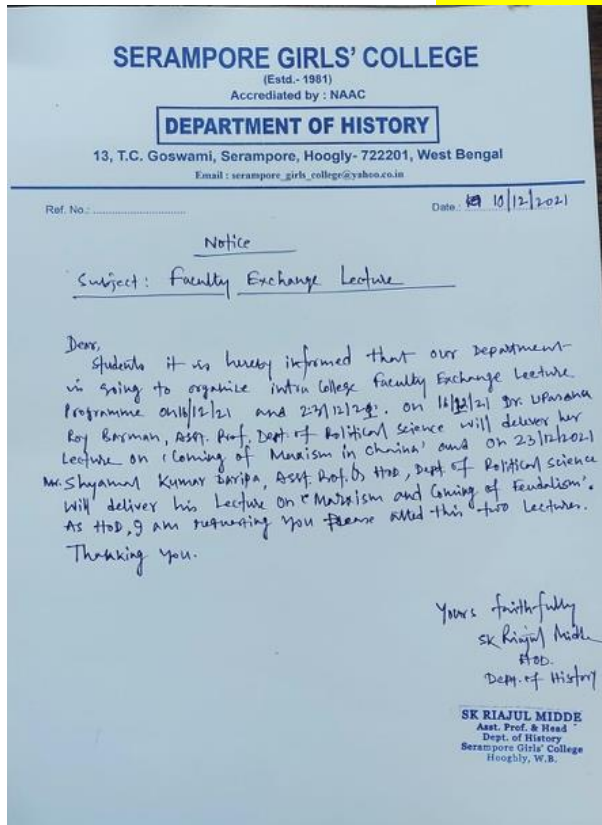 SERAMPORE GIRLS' COLLEGE
(Estd.- 1981)
Accrediated by : NAAC
DEPARTMENT OF HISTORY
13, T.C. Goswami, Serampore, Hoogly- 722201, West Bengal
Email : serampore_girls_college@yahoo.co.in
Ref. No.: ............................ Date.: 10/12/2021
Notice
Subject: Faculty Exchange Lecture
Dear,
Students it is hereby informed that our Department
is going to organize intra College Faculty Exchange Lecture
Programme on 16/12/21 and 23/12/21. on 16/12/21 Dr. Uparana
Roy Barman, Asst. Prof. Dept. of Political science will deliver her
Lecture on 'Coming of Marxism in Chaina' and on 23/12/2021
Mr. Shyamal Kumar Daripa, Asst. Prof. & HOD, Dept. of Political Science
Will deliver his Lecture on "Marxism and Coming of Feudalism".
As HOD, I am requesting you please atted this two Lectures.
Thanking you.
Yours faithfully
SK Riajul Midde
HOD.
Dept. of History
SK RIAJUL MIDDE
Asst. Prof. & Head
Dept. of History
Serampore Girls' College
Hooghly, W.B.